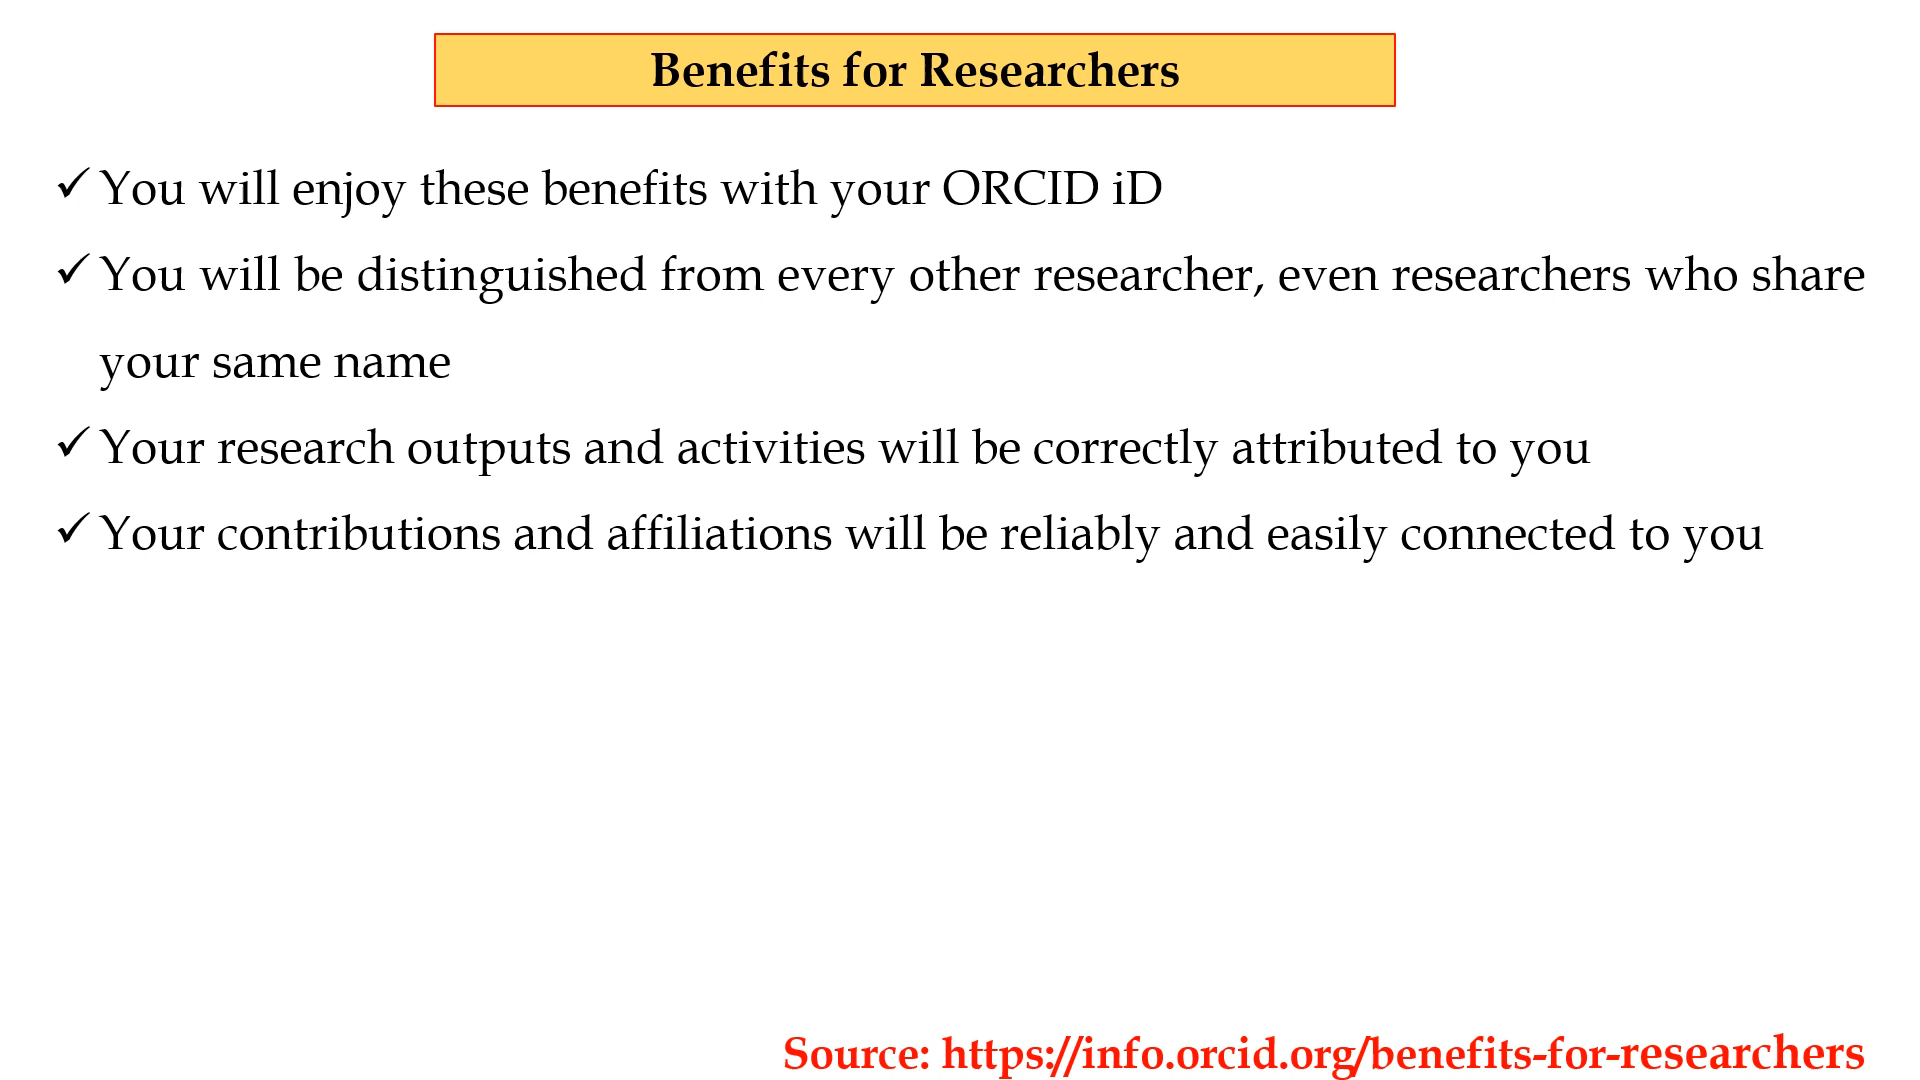 Benefits for Researchers
✓ You will enjoy these benefits with your ORCID iD
✓ You will be distinguished from every other researcher, even researchers who share
your same name
✓ Your research outputs and activities will be correctly attributed to you
✓ Your contributions and affiliations will be reliably and easily connected to you
Source: https://info.orcid.org/benefits-for-researchers